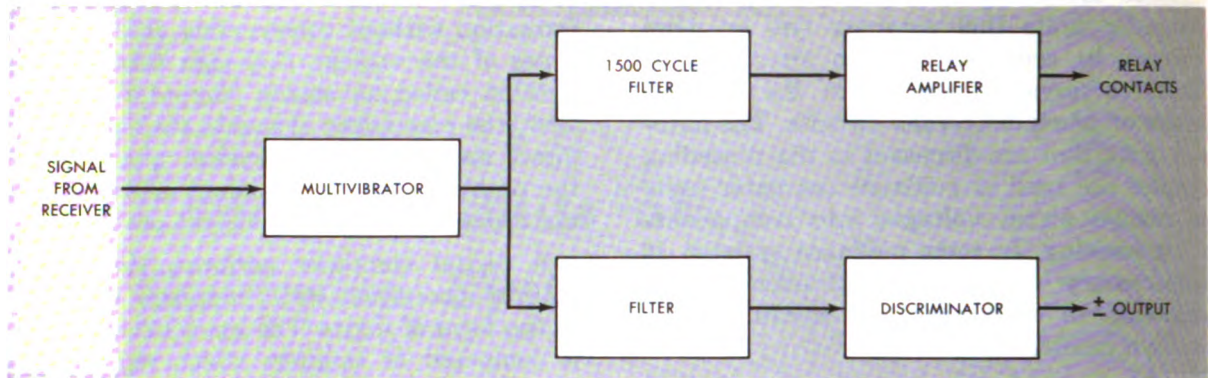 SIGNAL
FROM
RECEIVER
MULTIVIBRATOR
1500 CYCLE
FILTER
RELAY
AMPLIFIER
RELAY
CONTACTS
FILTER
DISCRIMINATOR
± OUTPUT